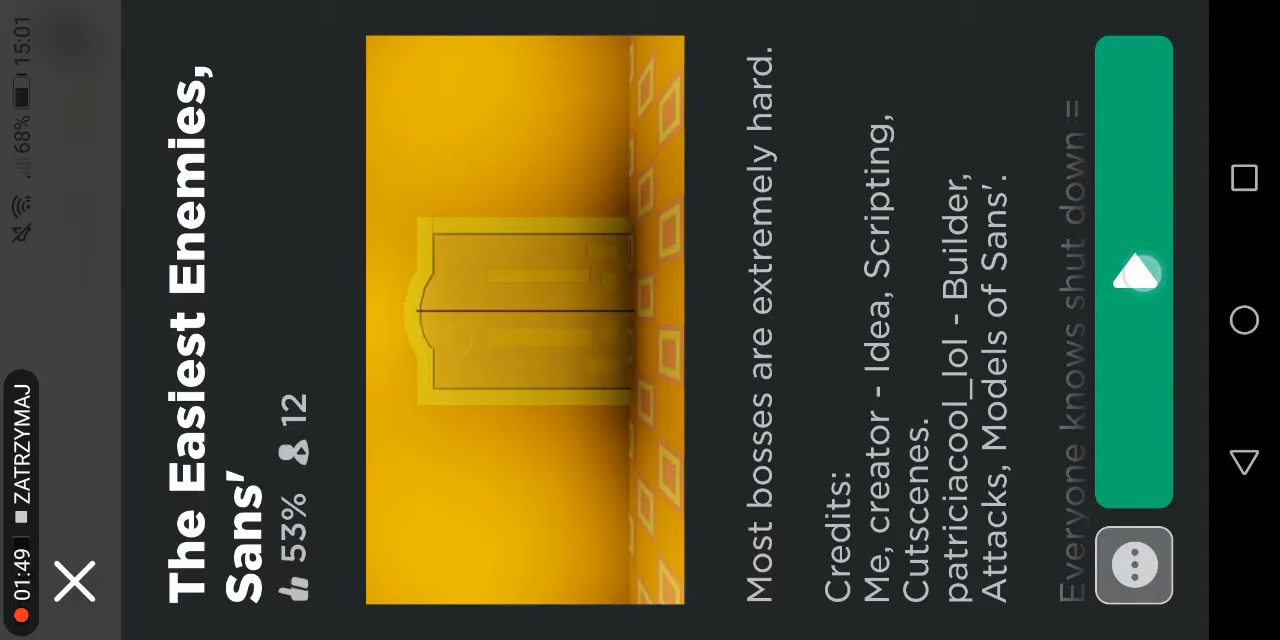 68% 15:01
01:49 ZATRZYMAJ
The Easiest Enemies,
Sans'
53% 12
Most bosses are extremely hard.
Credits:
Me, creator - Idea, Scripting,
Cutscenes.
patriciacool_lol - Builder,
Attacks, Models of Sans'.
Everyone knows shut down =